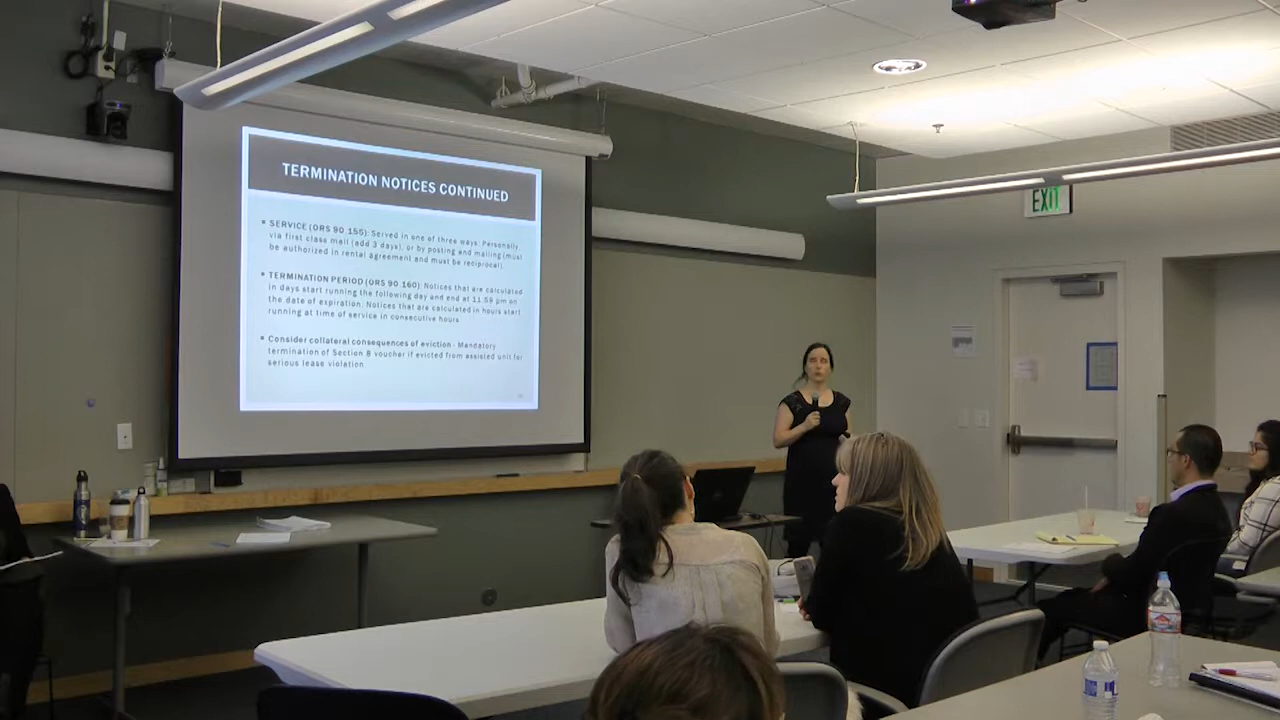 TERMINATION NOTICES CONTINUED
SERVICE (ORS 90.155): Served in one of three ways: Personally,
via first class mail (add 3 days), or by posting and mailing (must
be authorized in rental agreement and must be reciprocal).
TERMINATION PERIOD (ORS 90.160): Notices that are calculated
in days start running the following day and end at 11:59 pm on
the date of expiration; Notices that are calculated in hours start
running at time of service in consecutive hours.
Consider collateral consequences of eviction - Mandatory
termination of Section 8 voucher if evicted from assisted unit for
serious lease violation.
EXIT